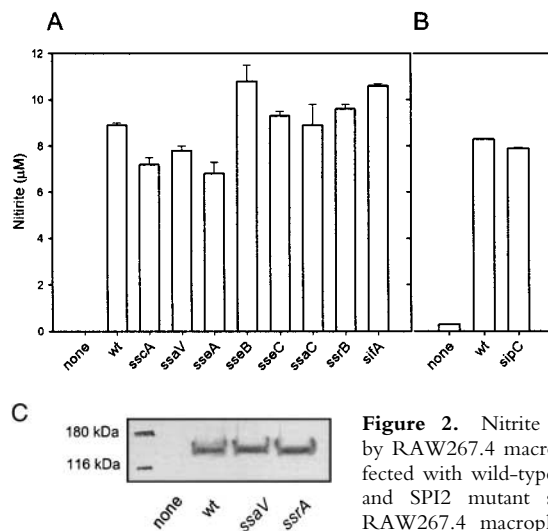 A
B
12
10
8
6
4
2
0
Nitirite (µM)
none wt sscA ssaV sseA sseB sseC ssaC ssrB sifA
none wt sipC
C
180 kDa
116 kDa
none wt ssaV ssrA
Figure 2. Nitrite
by RAW267.4 macro
fected with wild-type
and SPI2 mutant s
RAW267.4 macroph